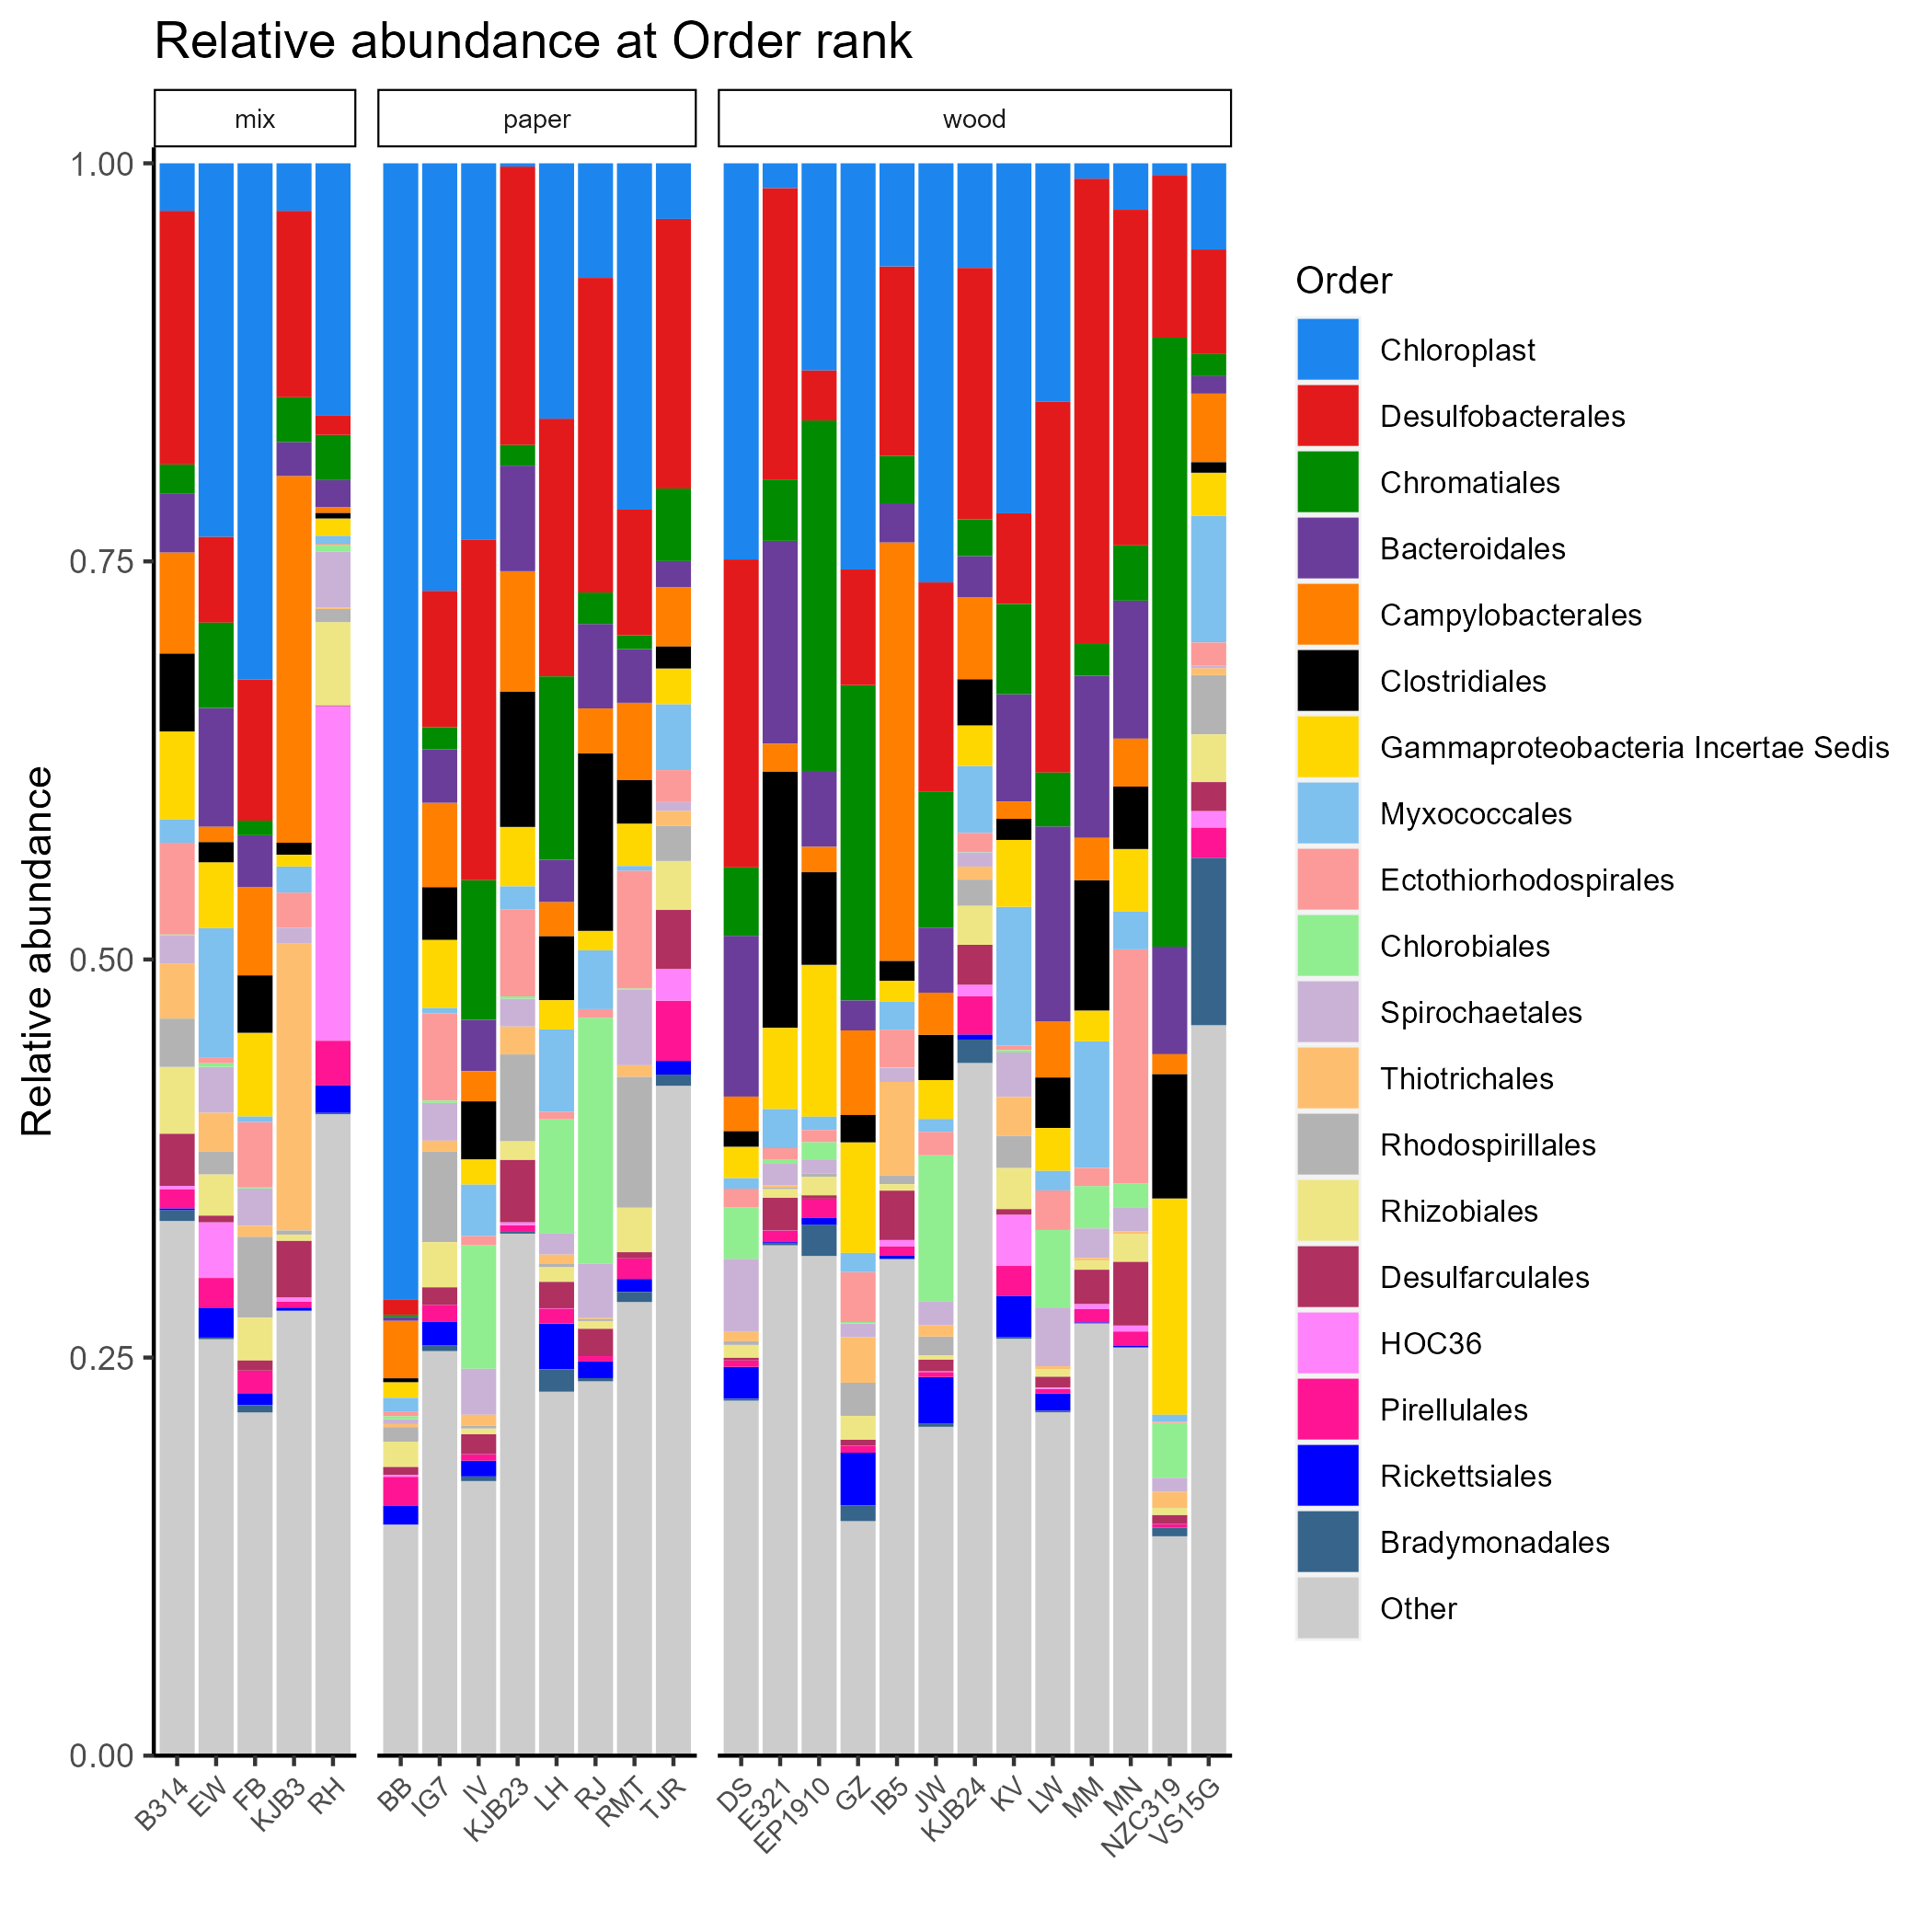 Relative abundance at Order rank
mix
paper
wood
Relative abundance
1.00
0.75
0.50
0.25
0.00
B314
EW
FB
KJB3
RH
BB
IG7
IV
KJB23
LH
RJ
RMT
TJR
DS
E321
EP1910
GZ
IB5
JW
KJB24
KV
LW
MM
MN
NZC319
VS15G
Order
Chloroplast
Desulfobacterales
Chromatiales
Bacteroidales
Campylobacterales
Clostridiales
Gammaproteobacteria Incertae Sedis
Myxococcales
Ectothiorhodospirales
Chlorobiales
Spirochaetales
Thiotrichales
Rhodospirillales
Rhizobiales
Desulfarculales
HOC36
Pirellulales
Rickettsiales
Bradymonadales
Other